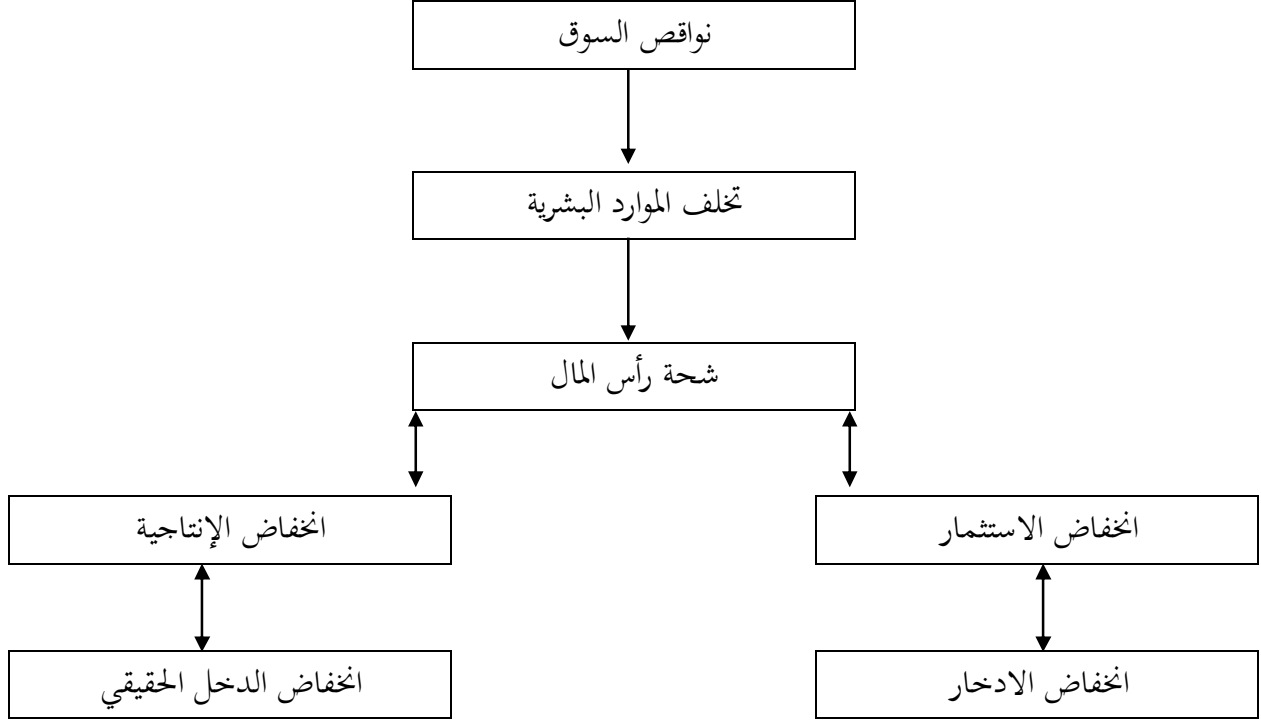 نواقص السوق
تخلف الموارد البشرية
شحة رأس المال
انخفاض الاستثمار
انخفاض الإنتاجية
انخفاض الادخار
انخفاض الدخل الحقيقي